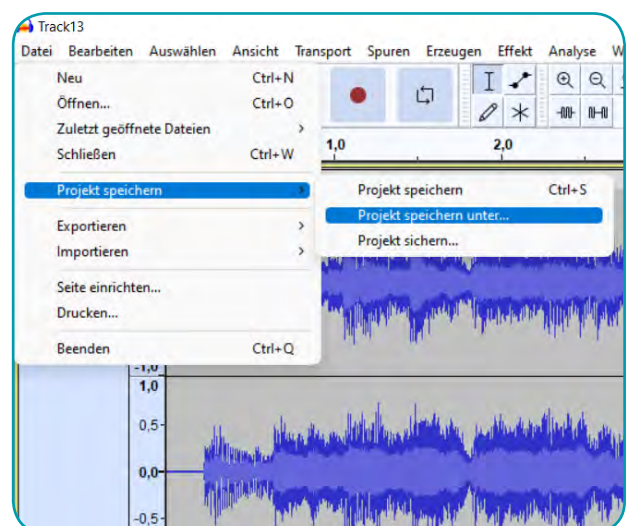 Track13
Datei Bearbeiten Auswählen Ansicht Transport Spuren Erzeugen Effekt Analyse W
Neu Ctrl+N
Öffnen... Ctrl+O
Zuletzt geöffnete Dateien >
Schließen Ctrl+W
1,0 2,0
Projekt speichern >
Projekt speichern Ctrl+S
Projekt speichern unter...
Projekt sichern...
Exportieren >
Importieren >
Seite einrichten...
Drucken...
Beenden Ctrl+Q
-1,0
1,0
0,5-
0,0-
-0,5-